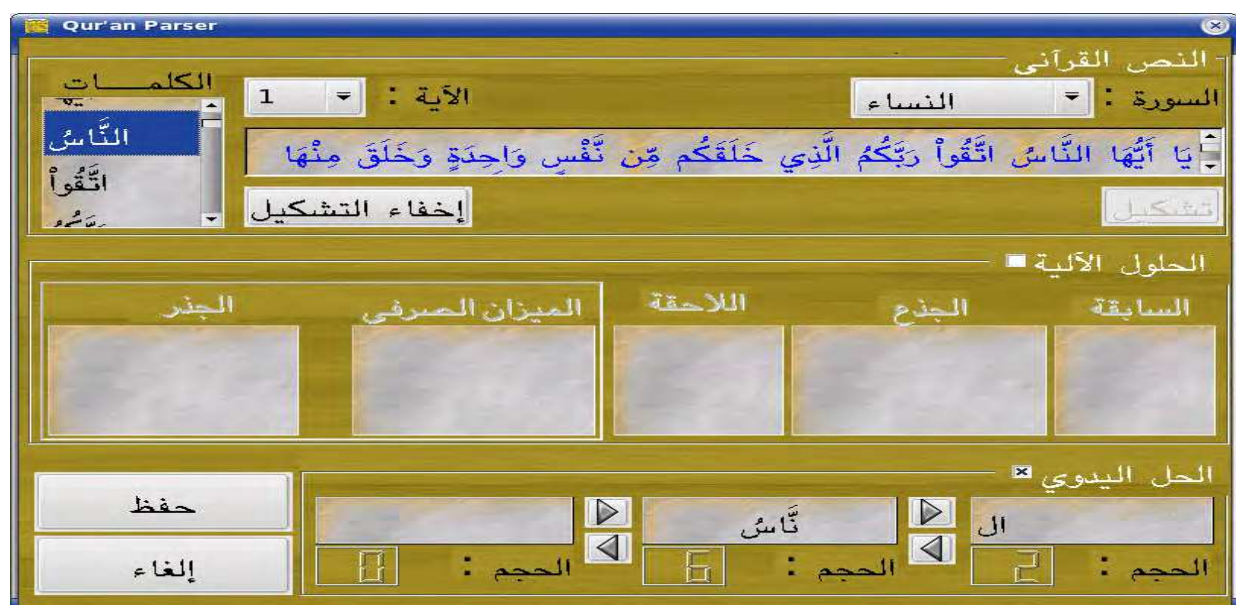 Qur'an Parser
النص القرآني
السورة :
النساء
الآية :
1
الكلمـــــات
النَّاسُ
اتَّقُواْ
رَبَّكُمُ
يَا أَيُّهَا النَّاسُ اتَّقُواْ رَبَّكُمُ الَّذِي خَلَقَكُم مِّن نَّفْسٍ وَاحِدَةٍ وَخَلَقَ مِنْهَا
تشكيل
إخفاء التشكيل
الحلول الآلية
السابقة
الجذع
اللاحقة
الميزان الصرفي
الجذر
الحل اليدوي
ال
نَّاسُ
الحجم : 2
الحجم : 6
الحجم : 0
حفظ
إلغاء